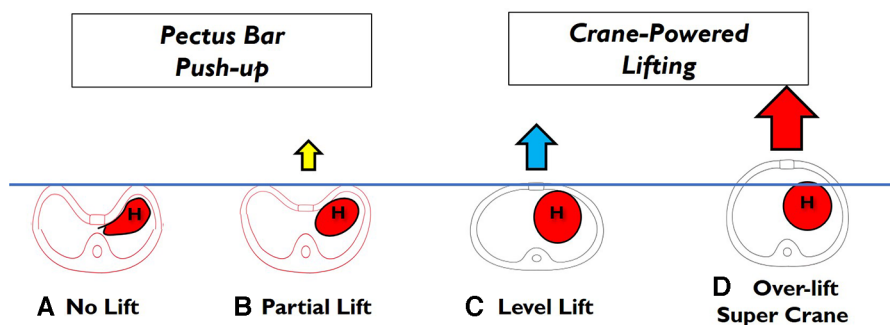 Pectus Bar
Push-up
Crane-Powered
Lifting
H
H
H
H
A No Lift
B Partial Lift
C Level Lift
D Over-lift
Super Crane